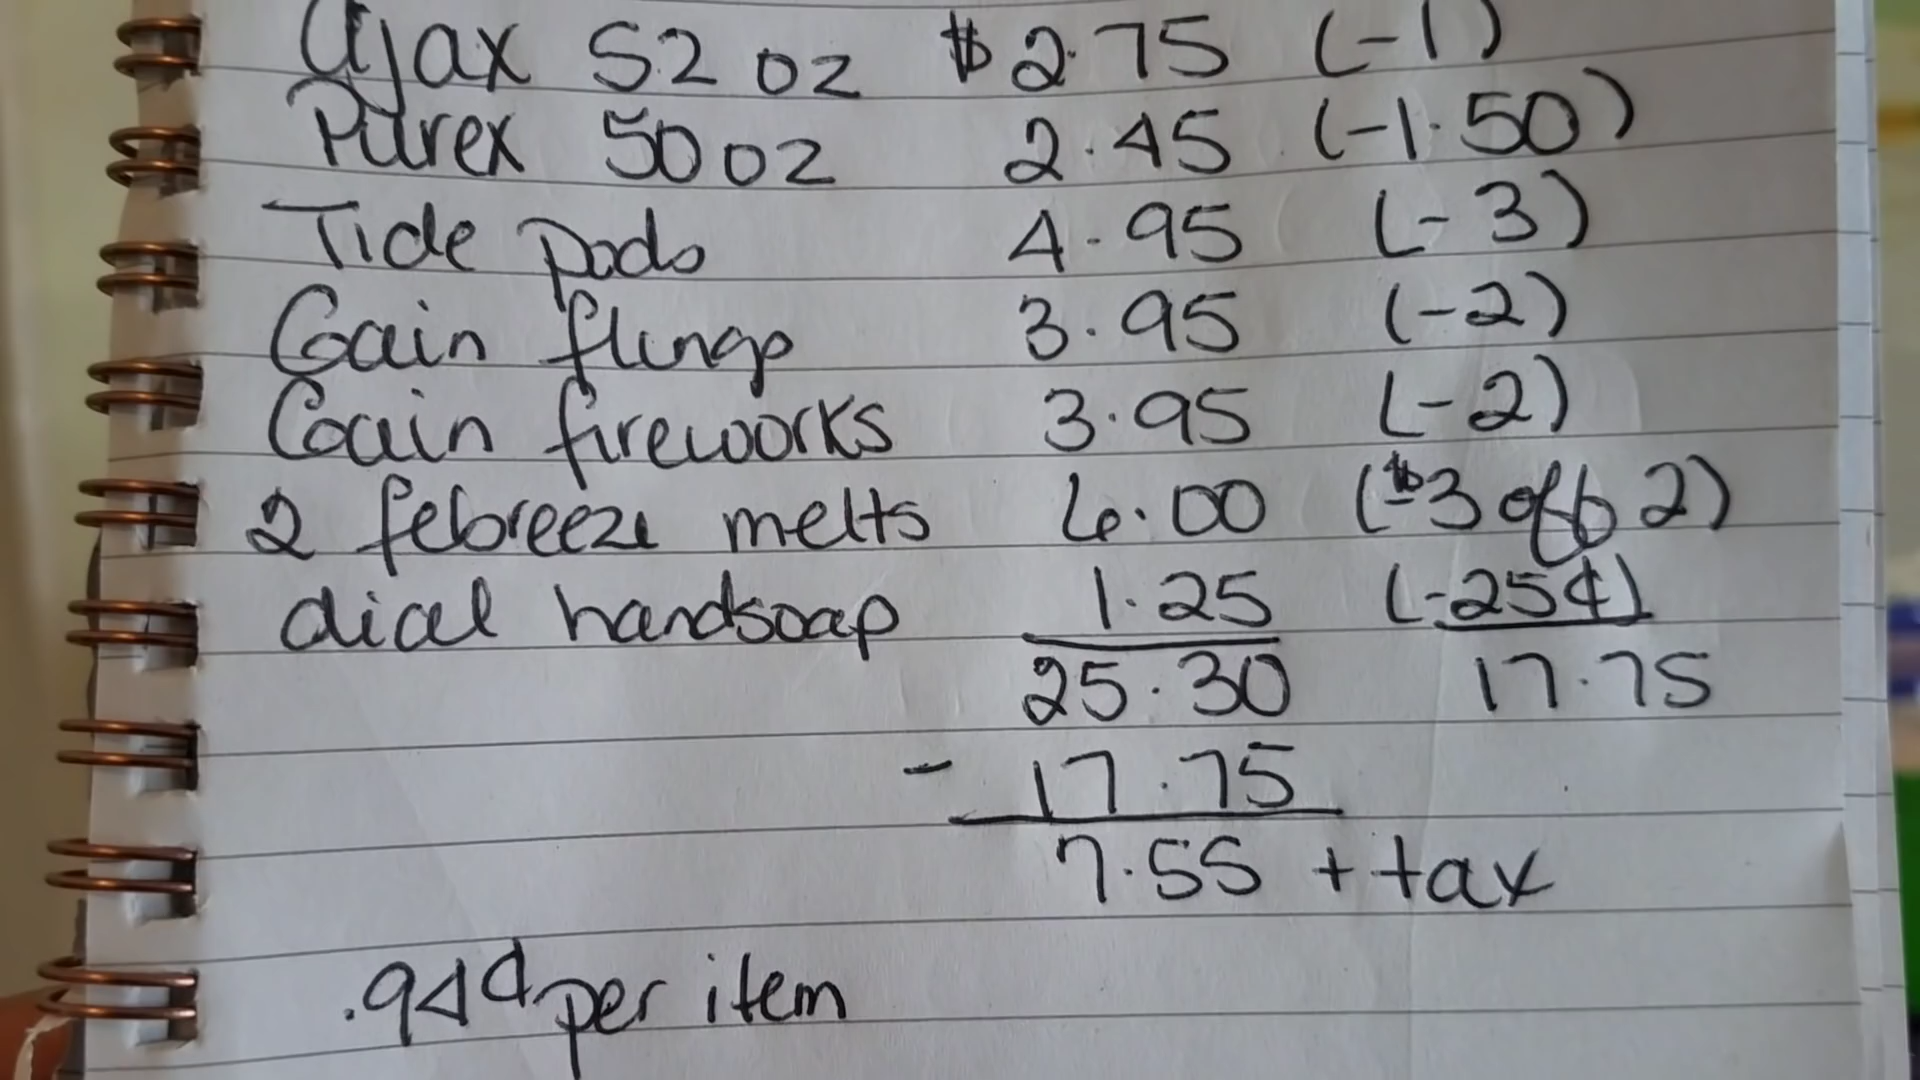 Ajax 52 oz $2.75 (-1)
Purex 50 oz 2.45 (-1.50)
Tide pods 4.95 (-3)
Gain flings 3.95 (-2)
Gain fireworks 3.95 (-2)
2 febreeze melts 6.00 ($3 off 2)
dial handsoap 1.25 (-25¢)
25.30 17.75
- 17.75
7.55 + tax
.94¢ per item